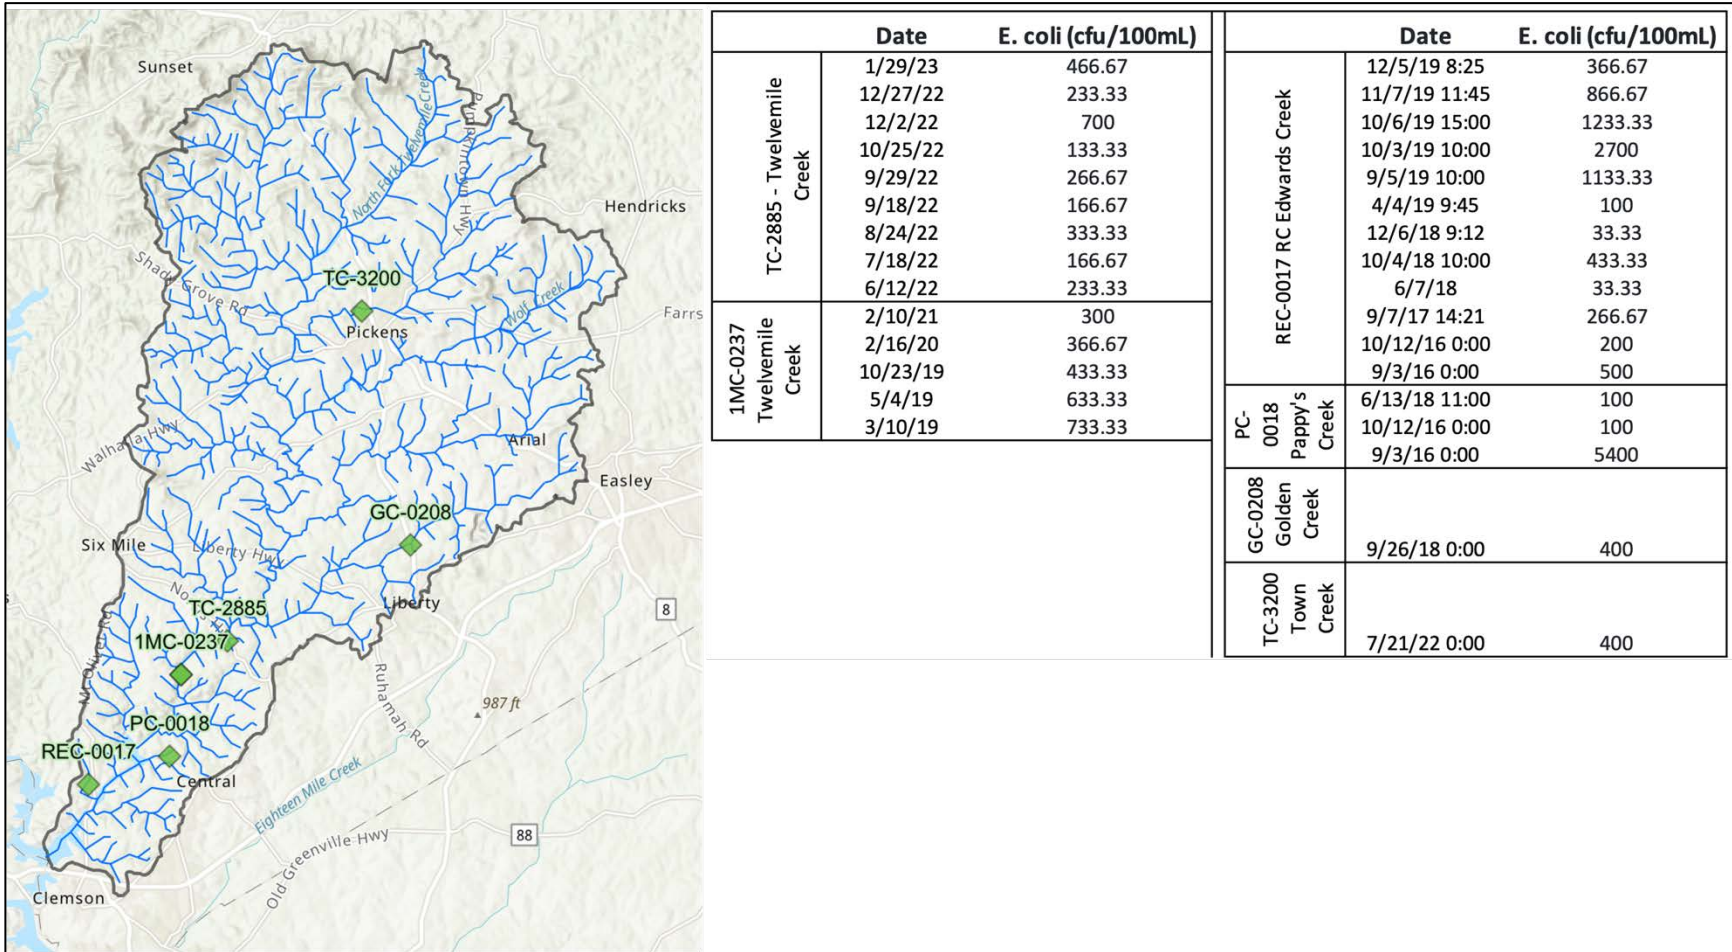 Sunset
North Fork Twelvemile Creek
Pumpkintown Hwy
Hendricks
Shady Grove Rd
TC-3200
Wolf Creek
Farrs
Pickens
Walhalla Hwy
Arial
Easley
GC-0208
Six Mile
Liberty Hwy
TC-2885
Liberty
8
1MC-0237
Mc Oliver Rd
Ruhamah Rd
987 ft
PC-0018
REC-0017
Central
Eighteen Mile Creek
88
Old Greenville Hwy
Clemson
Date E. coli (cfu/100mL)
TC-2885 - Twelvemile
Creek
1/29/23 466.67
12/27/22 233.33
12/2/22 700
10/25/22 133.33
9/29/22 266.67
9/18/22 166.67
8/24/22 333.33
7/18/22 166.67
6/12/22 233.33
1MC-0237
Twelvemile
Creek
2/10/21 300
2/16/20 366.67
10/23/19 433.33
5/4/19 633.33
3/10/19 733.33
Date E. coli (cfu/100mL)
REC-0017 RC Edwards Creek
12/5/19 8:25 366.67
11/7/19 11:45 866.67
10/6/19 15:00 1233.33
10/3/19 10:00 2700
9/5/19 10:00 1133.33
4/4/19 9:45 100
12/6/18 9:12 33.33
10/4/18 10:00 433.33
6/7/18 33.33
9/7/17 14:21 266.67
10/12/16 0:00 200
9/3/16 0:00 500
PC-
0018
Pappy's
Creek
6/13/18 11:00 100
10/12/16 0:00 100
9/3/16 0:00 5400
GC-0208
Golden
Creek
9/26/18 0:00 400
TC-3200
Town
Creek
7/21/22 0:00 400